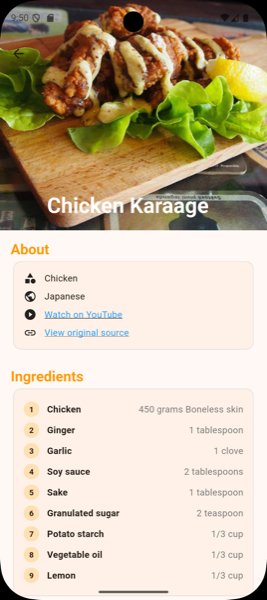 9:50
Chicken Karaage
About
Chicken
Japanese
Watch on YouTube
View original source
Ingredients
1 Chicken 450 grams Boneless skin
2 Ginger 1 tablespoon
3 Garlic 1 clove
4 Soy sauce 2 tablespoons
5 Sake 1 tablespoon
6 Granulated sugar 2 teaspoon
7 Potato starch 1/3 cup
8 Vegetable oil 1/3 cup
9 Lemon 1/3 cup